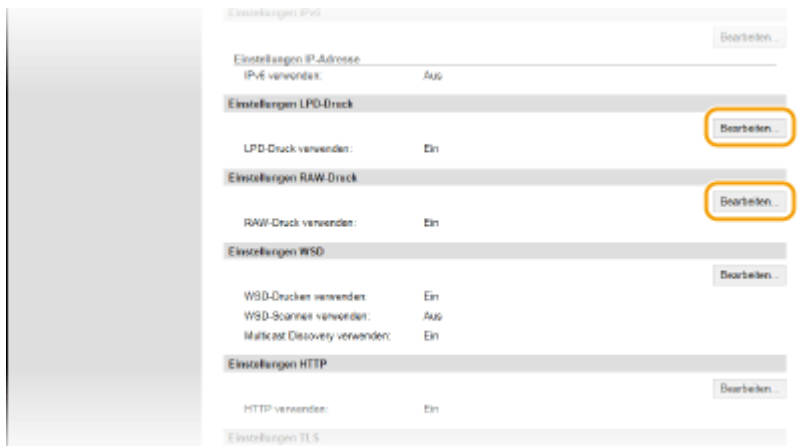 Einstellungen IPv6
Bearbeiten...
Einstellungen IP-Adresse
IPv6 verwenden: Aus
Einstellungen LPD-Druck
Bearbeiten...
LPD-Druck verwenden: Ein
Einstellungen RAW-Druck
Bearbeiten...
RAW-Druck verwenden: Ein
Einstellungen WSD
Bearbeiten...
WSD-Drucken verwenden: Ein
WSD-Scannen verwenden: Aus
Multicast Discovery verwenden: Ein
Einstellungen HTTP
Bearbeiten...
HTTP verwenden: Ein
Einstellungen TLS